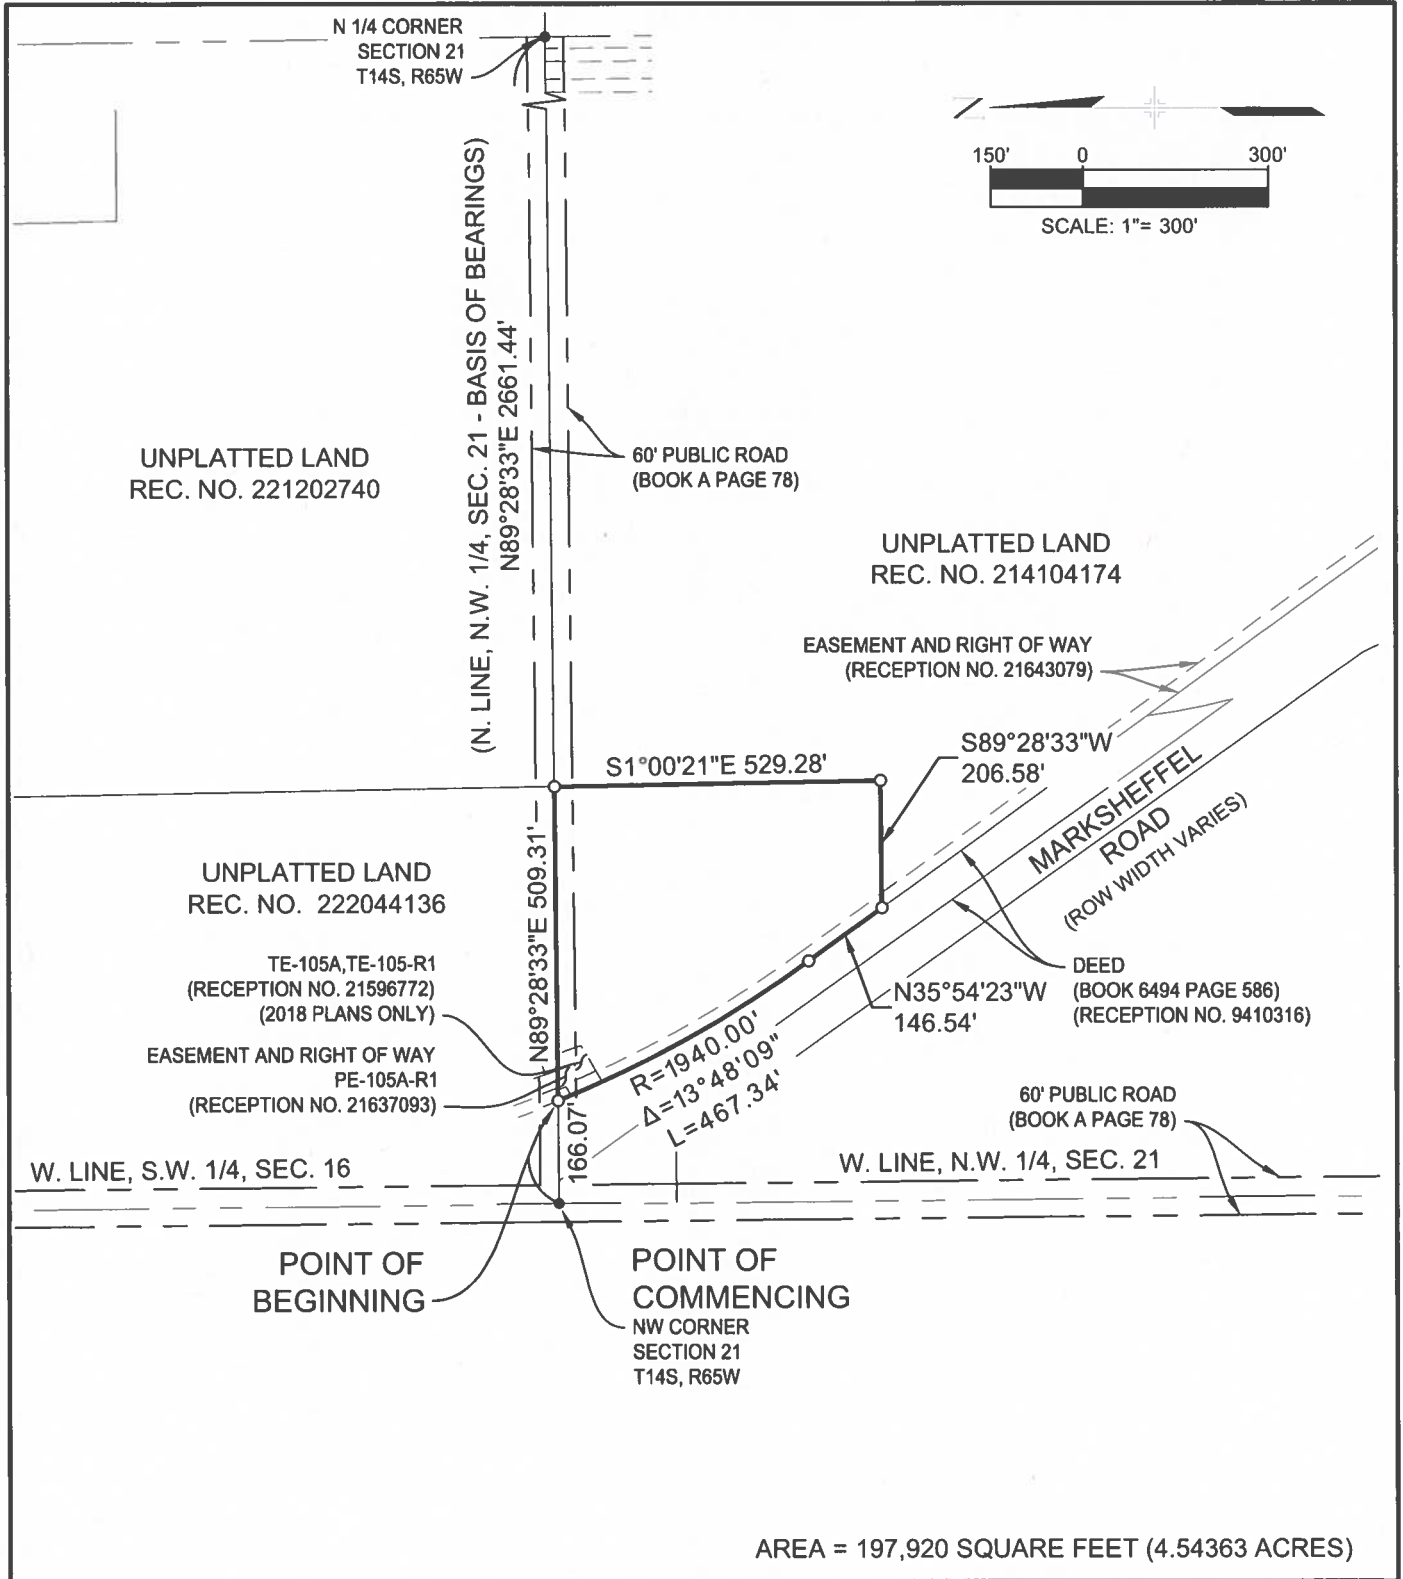 N 1/4 CORNER
SECTION 21
T14S, R65W
N
150' 0 300'
SCALE: 1"= 300'
(N. LINE, N.W. 1/4, SEC. 21 - BASIS OF BEARINGS)
N89°28'33"E 2661.44'
60' PUBLIC ROAD
(BOOK A PAGE 78)
UNPLATTED LAND
REC. NO. 221202740
UNPLATTED LAND
REC. NO. 214104174
EASEMENT AND RIGHT OF WAY
(RECEPTION NO. 21643079)
S89°28'33"W
206.58'
S1°00'21"E 529.28'
MARKSHEFFEL
ROAD
(ROW WIDTH VARIES)
UNPLATTED LAND
REC. NO. 222044136
N89°28'33"E 509.31'
TE-105A,TE-105-R1
(RECEPTION NO. 21596772)
(2018 PLANS ONLY)
DEED
(BOOK 6494 PAGE 586)
(RECEPTION NO. 9410316)
N35°54'23"W
146.54'
EASEMENT AND RIGHT OF WAY
PE-105A-R1
(RECEPTION NO. 21637093)
R=1940.00'
Δ=13°48'09"
L=467.34'
60' PUBLIC ROAD
(BOOK A PAGE 78)
166.07'
W. LINE, S.W. 1/4, SEC. 16
W. LINE, N.W. 1/4, SEC. 21
POINT OF
BEGINNING
POINT OF
COMMENCING
NW CORNER
SECTION 21
T14S, R65W
AREA = 197,920 SQUARE FEET (4.54363 ACRES)